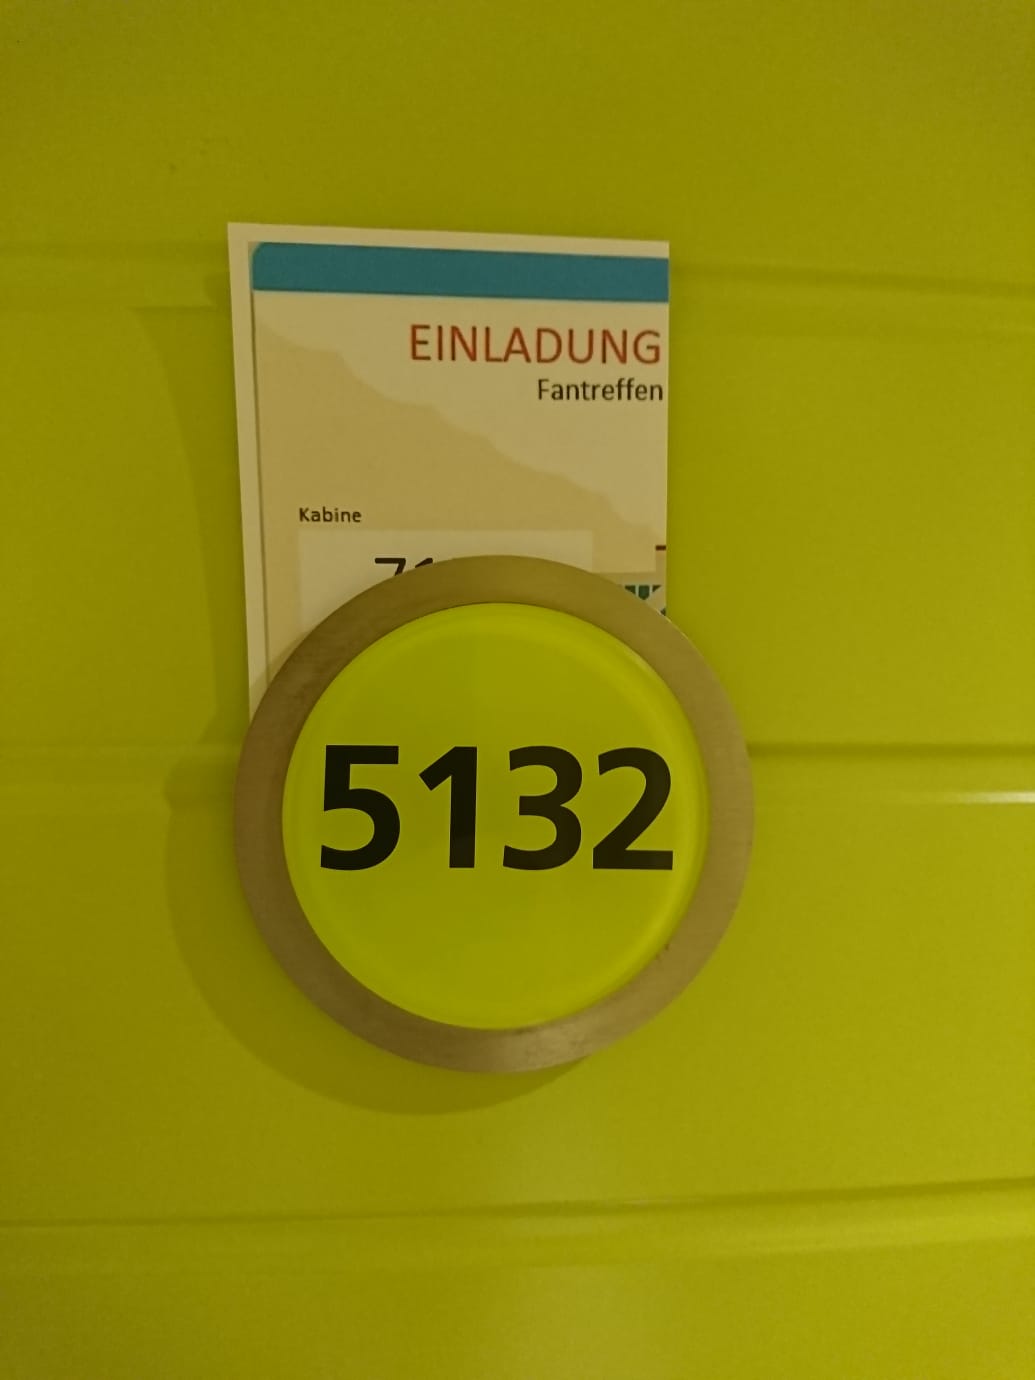 EINLADUNG
Fantreffen
Kabine
5132